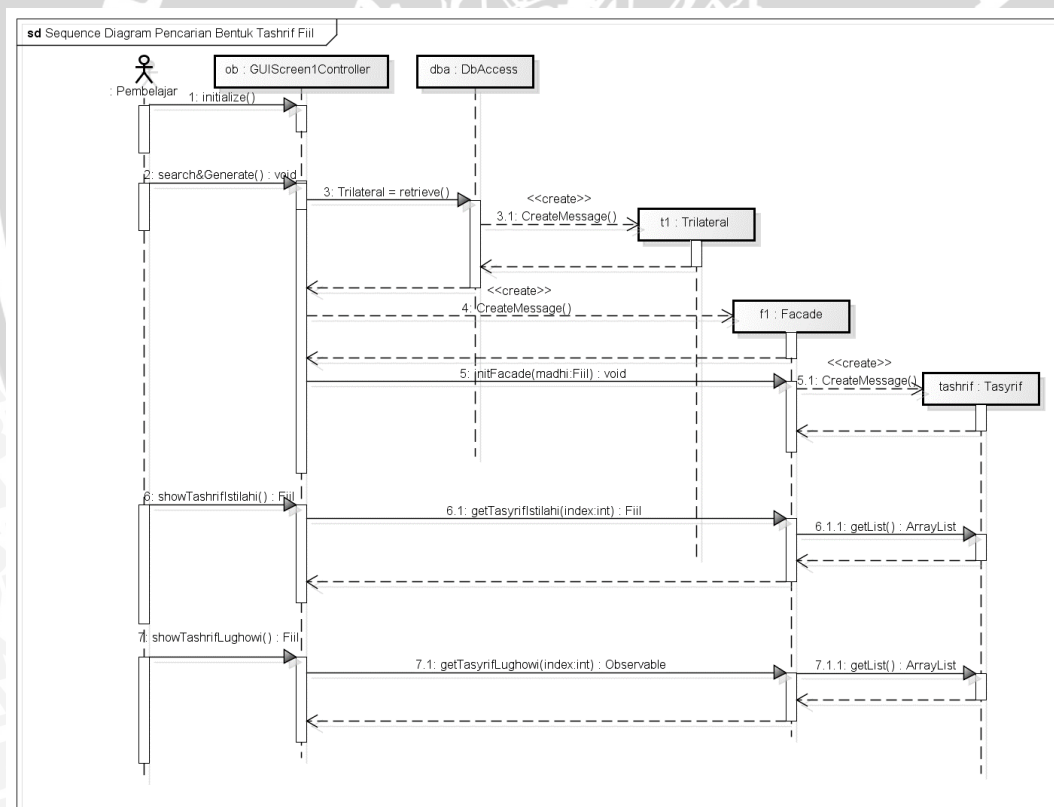 sd Sequence Diagram Pencarian Bentuk Tashrif Fiil
: Pembelajar
ob : GUIScreen1Controller
dba : DbAccess
1: initialize()
2: search&Generate() : void
3: Trilateral = retrieve()
<<create>>
3.1: CreateMessage()
t1 : Trilateral
<<create>>
4: CreateMessage()
f1 : Facade
5: initFacade(madhi:Fiil) : void
<<create>>
5.1: CreateMessage()
tashrif : Tasyrif
6: showTashrifIstilahi() : Fiil
6.1: getTasyrifIstilahi(index:int) : Fiil
6.1.1: getList() : ArrayList
7: showTashrifLughowi() : Fiil
7.1: getTasyrifLughowi(index:int) : Observable
7.1.1: getList() : ArrayList